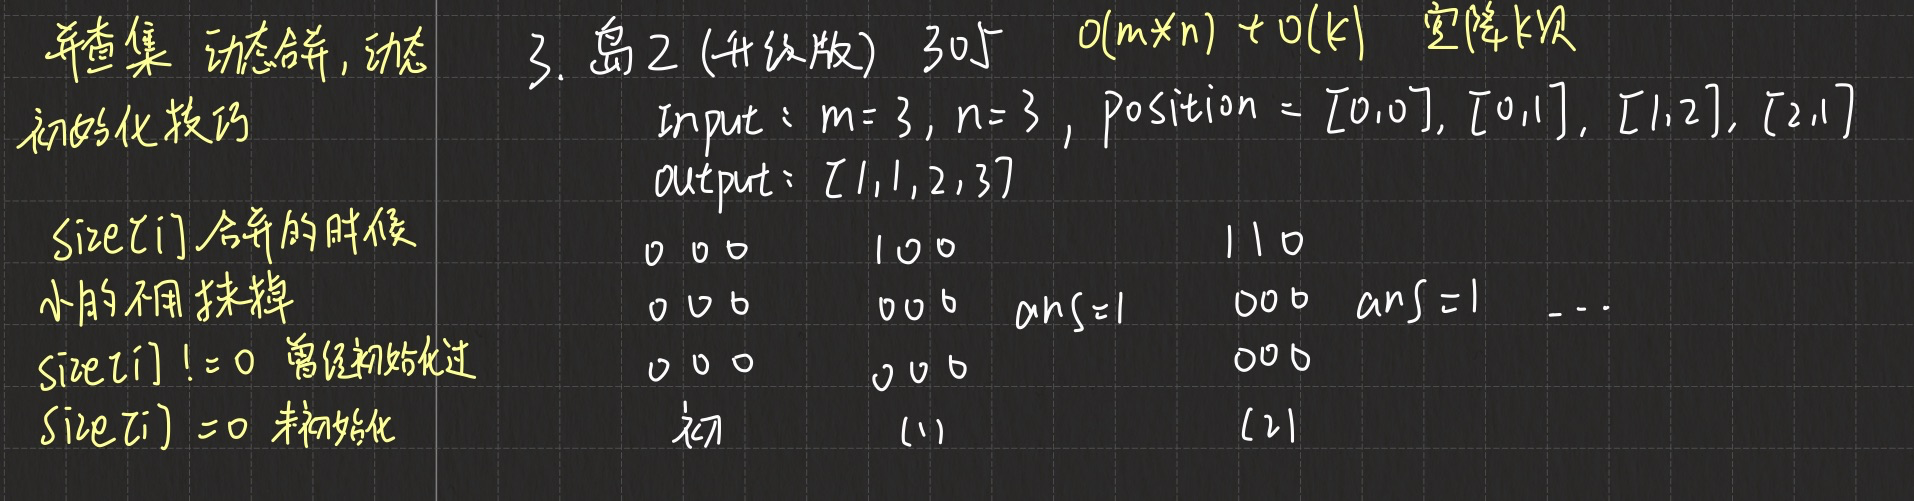 并查集 动态合并, 动态
初始化技巧
size[i] 合并的时候
小的不用抹掉
size[i] != 0 曾经初始化过
size[i] = 0 未初始化
3. 岛2 (升级版) 305 O(m*n) + O(k) 空降k次
Input: m=3, n=3, position = [0,0], [0,1], [1,2], [2,1]
output: [1,1,2,3]
0 0 0 1 0 0 1 1 0
0 0 0 0 0 0 ans=1 0 0 0 ans=1 ...
0 0 0 0 0 0 0 0 0
初 (1) (2)